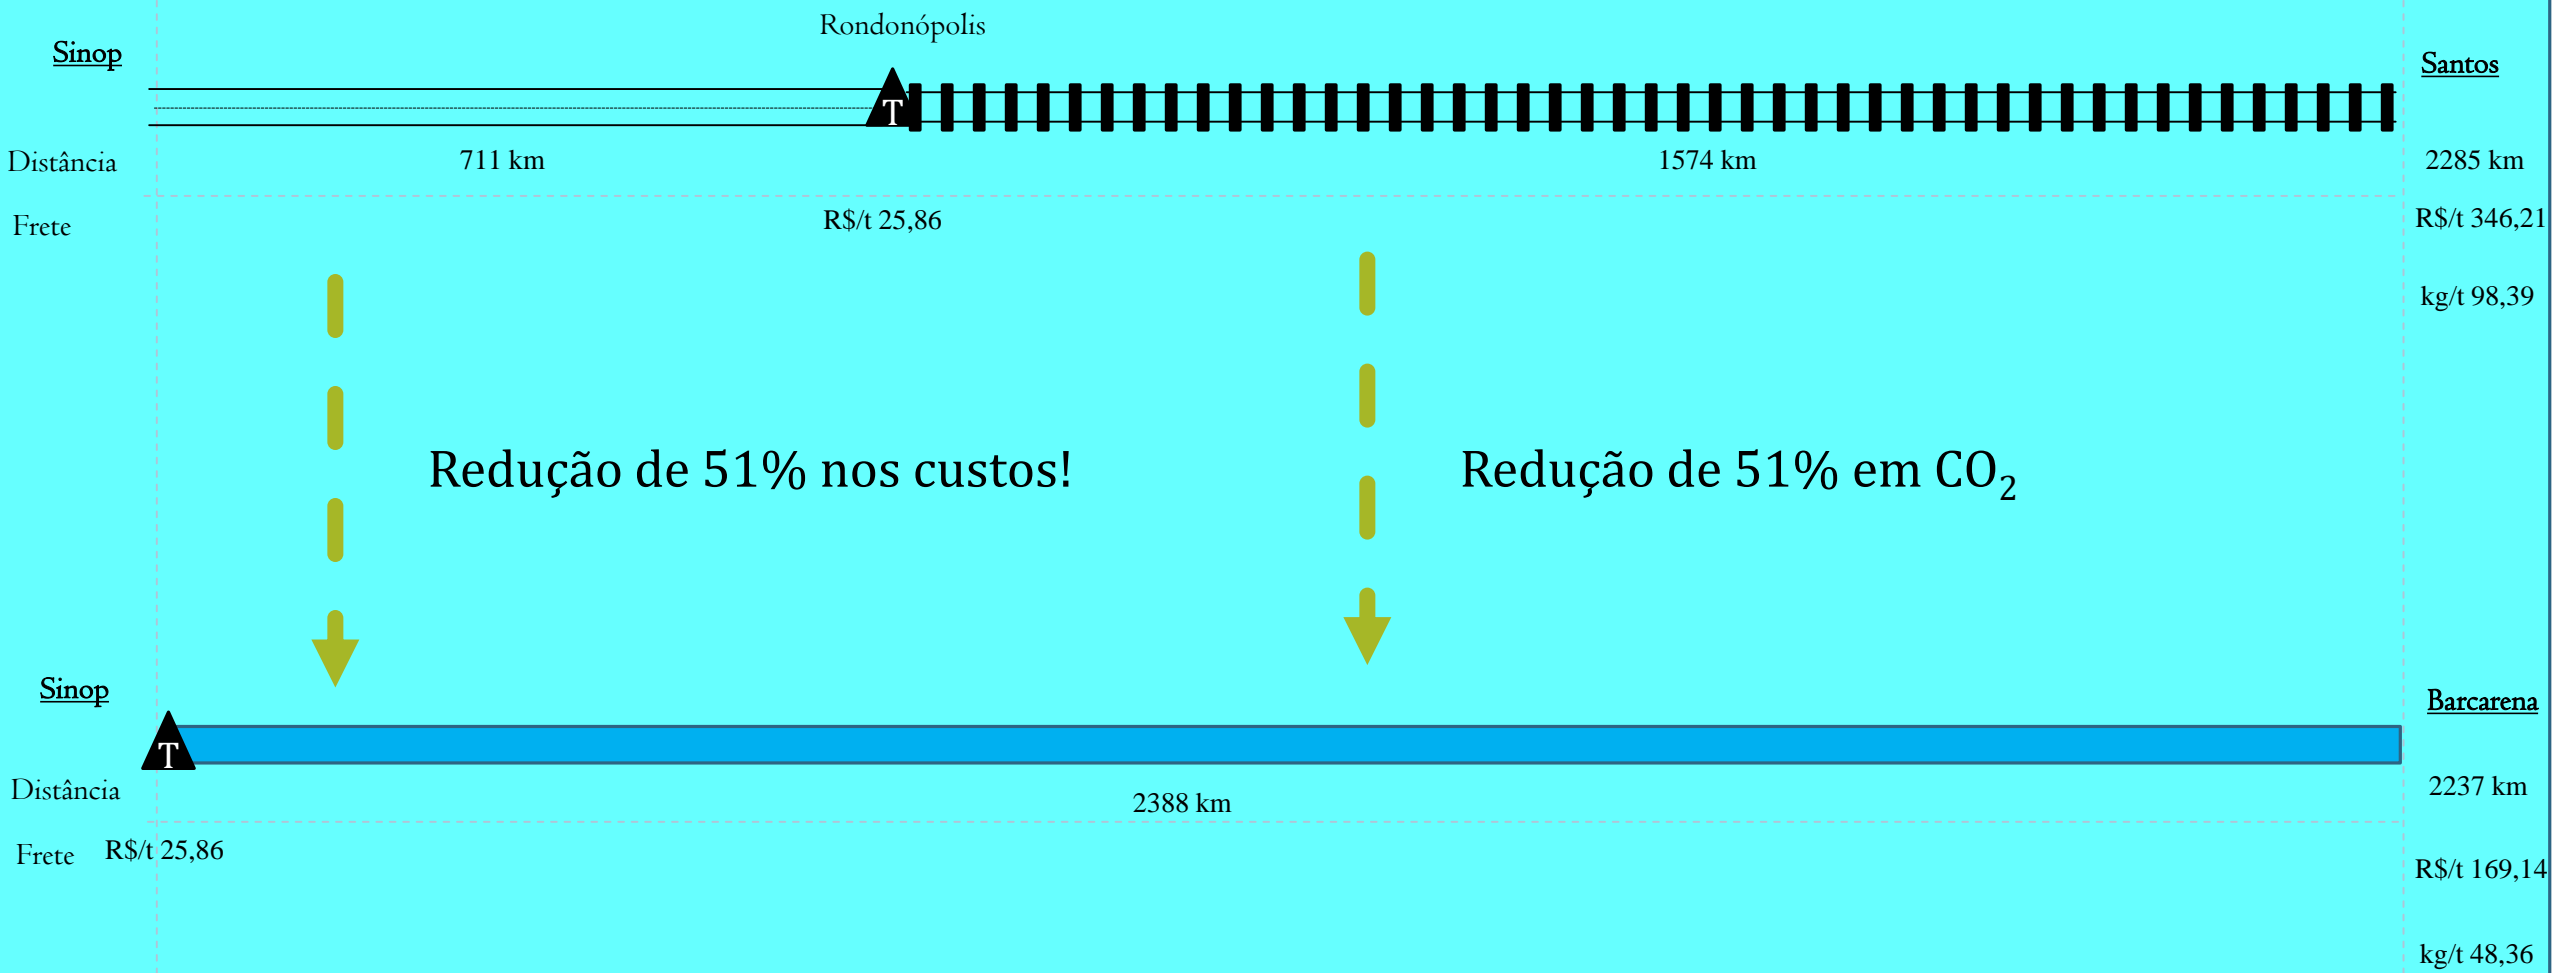 Rondonópolis
Sinop
Santos
T
Distância
711 km
1574 km
2285 km
Frete
R$/t 25,86
R$/t 346,21
kg/t 98,39
Redução de 51% nos custos!
Redução de 51% em CO₂
Sinop
Barcarena
T
Distância
2388 km
2237 km
Frete
R$/t 25,86
R$/t 169,14
kg/t 48,36